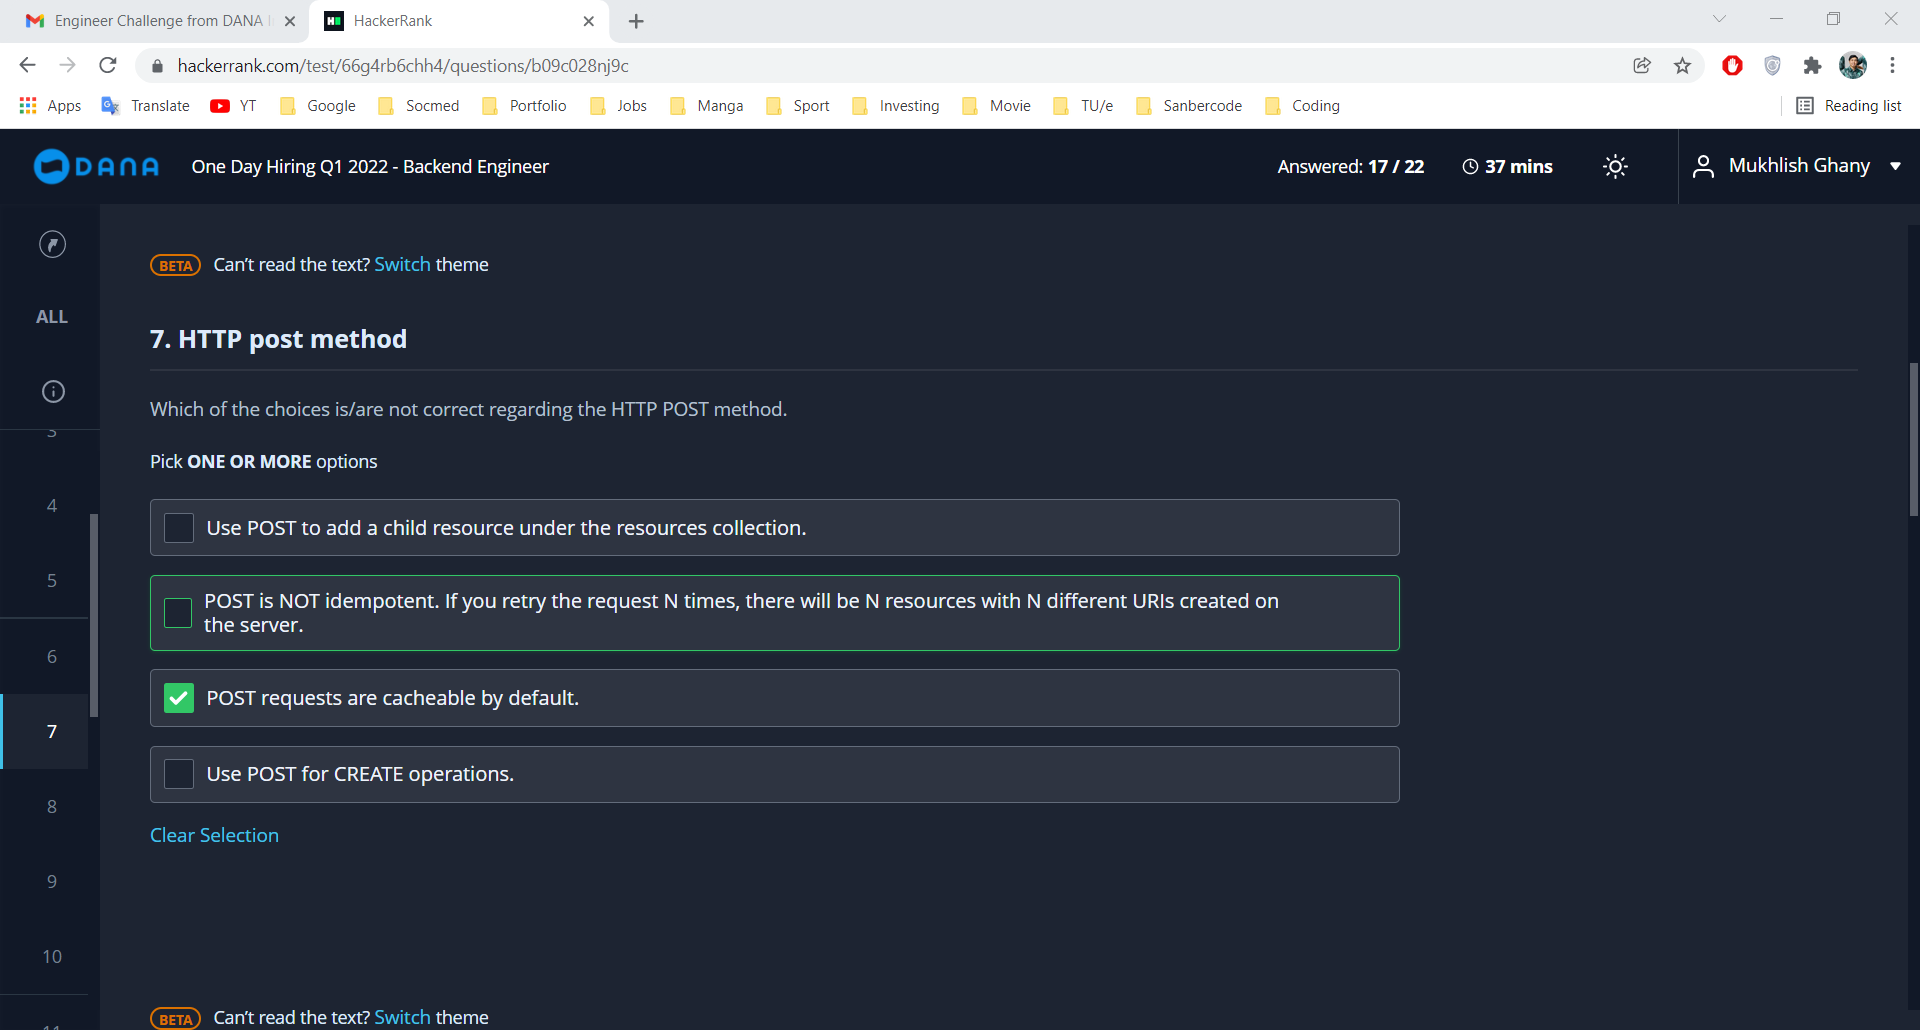 Engineer Challenge from DANA
HackerRank
hackerrank.com/test/66g4rb6chh4/questions/b09c028nj9c
Apps
Translate
YT
Google
Socmed
Portfolio
Jobs
Manga
Sport
Investing
Movie
TU/e
Sanbercode
Coding
Reading list
DANA
One Day Hiring Q1 2022 - Backend Engineer
Answered: 17 / 22
37 mins
Mukhlish Ghany
ALL
3
4
5
6
7
8
9
10
11
BETA Can't read the text? Switch theme
7. HTTP post method
Which of the choices is/are not correct regarding the HTTP POST method.
Pick ONE OR MORE options
Use POST to add a child resource under the resources collection.
POST is NOT idempotent. If you retry the request N times, there will be N resources with N different URIs created on
the server.
POST requests are cacheable by default.
Use POST for CREATE operations.
Clear Selection
BETA Can't read the text? Switch theme